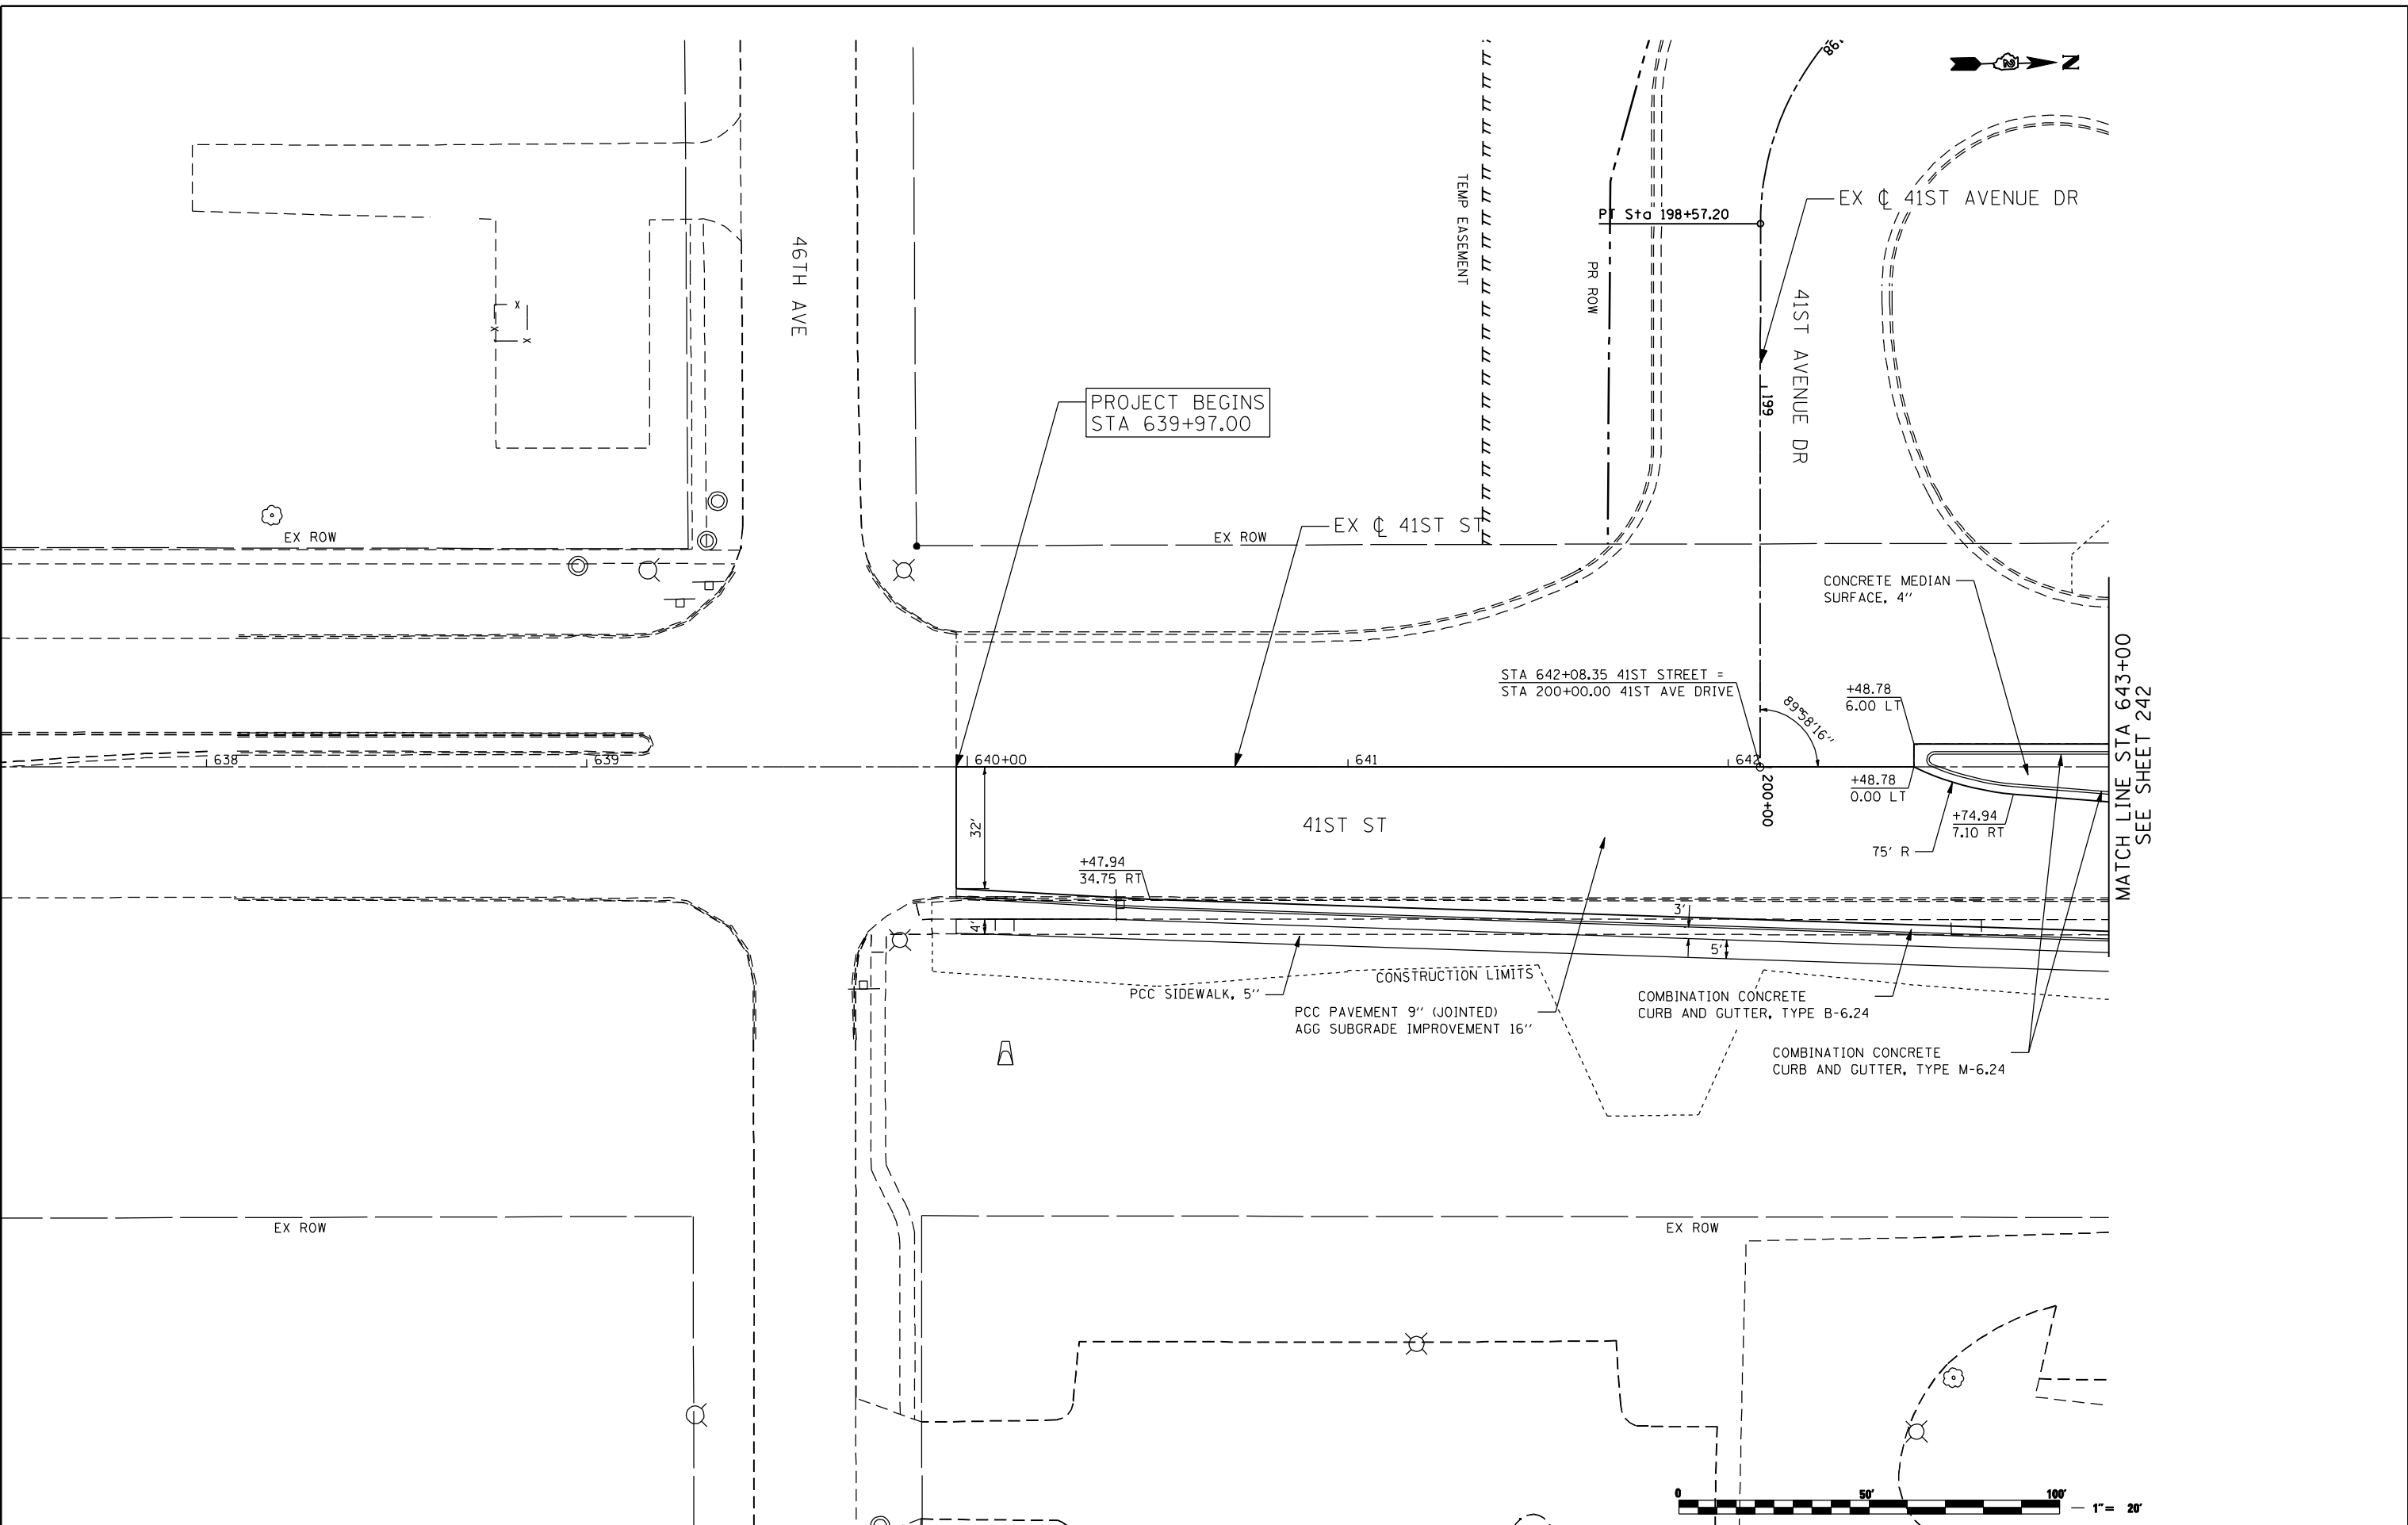 86+
N
PT Sta 198+57.20
EX ℄ 41ST AVENUE DR
TEMP EASEMENT
PR ROW
46TH AVE
41ST AVENUE DR
199
PROJECT BEGINS
STA 639+97.00
EX ROW
EX ℄ 41ST ST
EX ROW
CONCRETE MEDIAN
SURFACE, 4"
STA 642+08.35 41ST STREET =
STA 200+00.00 41ST AVE DRIVE
89°58'16"
+48.78
6.00 LT
MATCH LINE STA 643+00
SEE SHEET 242
638
639
640+00
641
642
200+00
+48.78
0.00 LT
32'
41ST ST
+74.94
7.10 RT
75' R
+47.94
34.75 RT
3'
4'
5'
CONSTRUCTION LIMITS
PCC SIDEWALK, 5"
PCC PAVEMENT 9" (JOINTED)
AGG SUBGRADE IMPROVEMENT 16"
COMBINATION CONCRETE
CURB AND GUTTER, TYPE B-6.24
COMBINATION CONCRETE
CURB AND GUTTER, TYPE M-6.24
EX ROW
EX ROW
0 50' 100'
1"= 20'